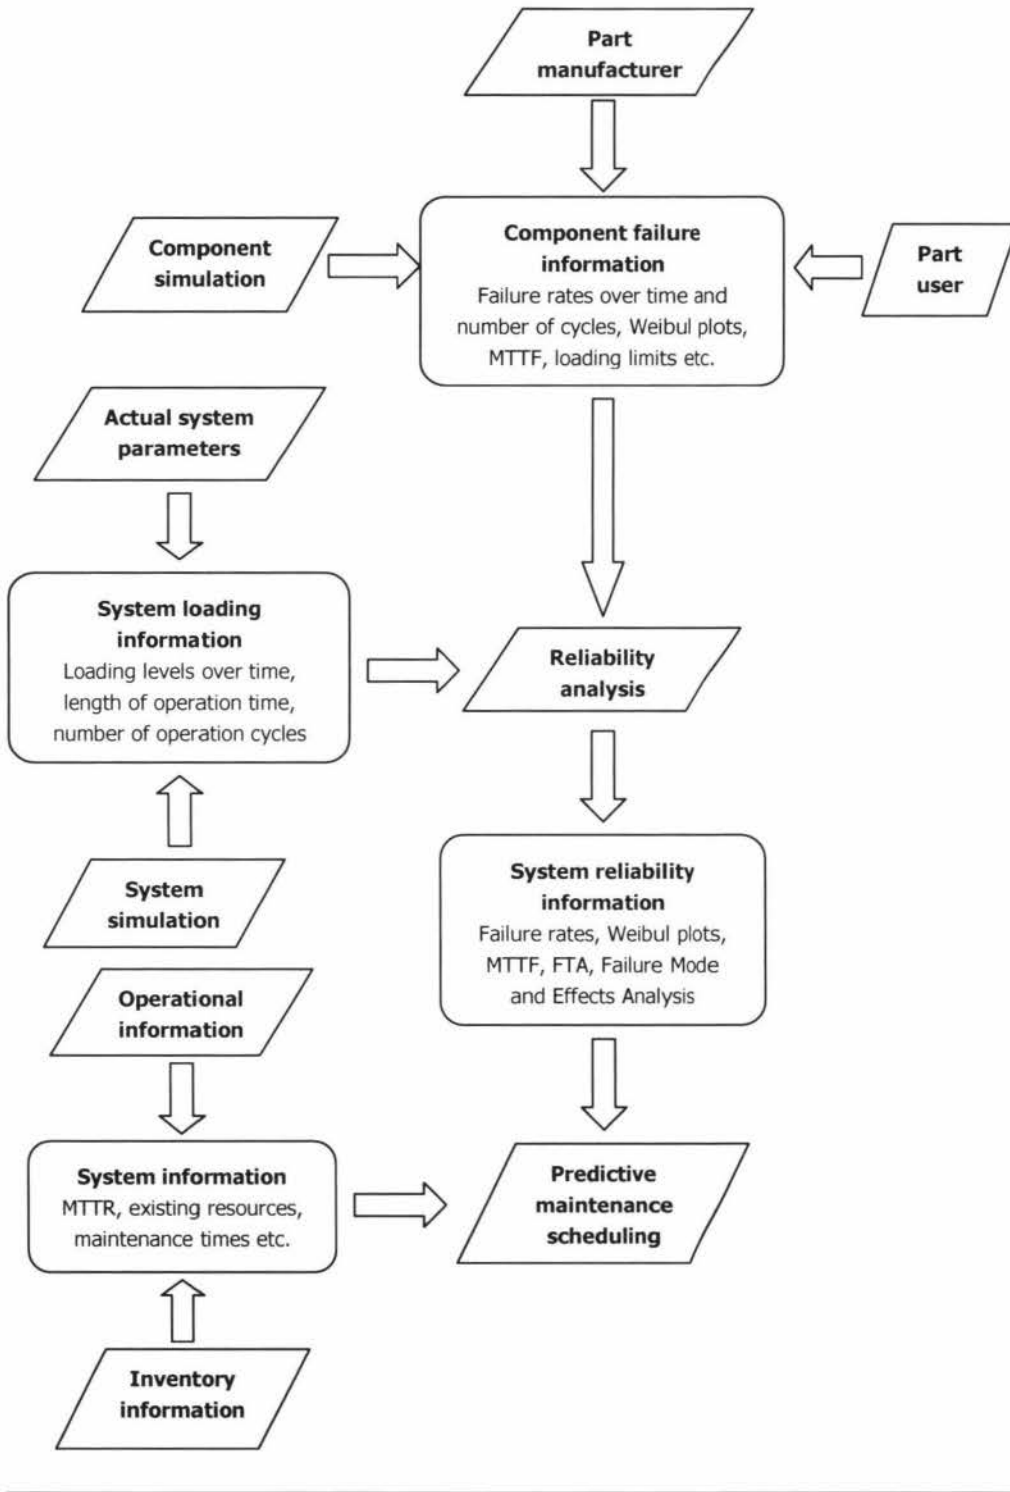 Part
manufacturer
Component
simulation
Component failure
information
Failure rates over time and
number of cycles, Weibul plots,
MTTF, loading limits etc.
Part
user
Actual system
parameters
System loading
information
Loading levels over time,
length of operation time,
number of operation cycles
Reliability
analysis
System
simulation
System reliability
information
Failure rates, Weibul plots,
MTTF, FTA, Failure Mode
and Effects Analysis
Operational
information
System information
MTTR, existing resources,
maintenance times etc.
Predictive
maintenance
scheduling
Inventory
information